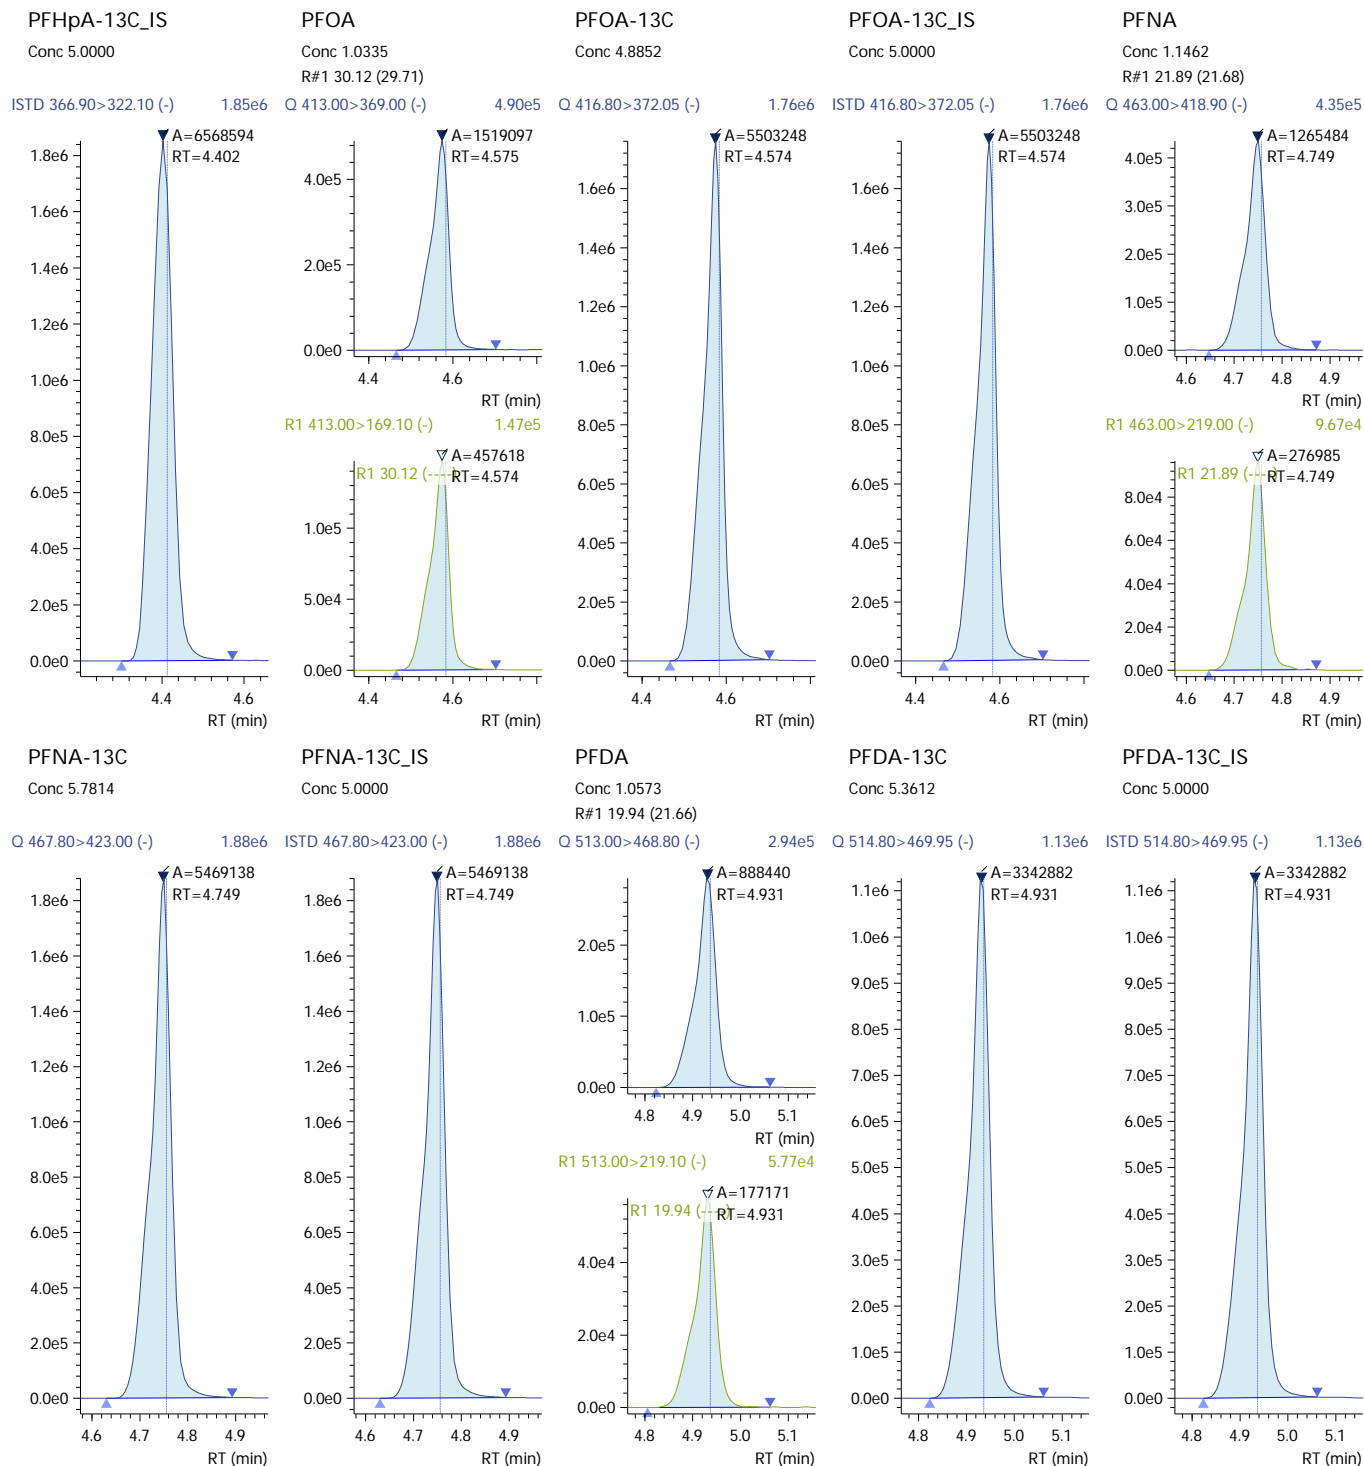 PFHpA-13C_IS
Conc 5.0000
ISTD 366.90>322.10 (-) 1.85e6
A=6568594
RT=4.402
1.8e6
1.6e6
1.4e6
1.2e6
1.0e6
8.0e5
6.0e5
4.0e5
2.0e5
0.0e0
4.4 4.6
RT (min)
PFOA
Conc 1.0335
R#1 30.12 (29.71)
Q 413.00>369.00 (-) 4.90e5
A=1519097
RT=4.575
4.0e5
2.0e5
0.0e0
4.4 4.6
RT (min)
R1 413.00>169.10 (-) 1.47e5
A=457618
R1 30.12 (----)
RT=4.574
1.0e5
5.0e4
0.0e0
4.4 4.6
RT (min)
PFOA-13C
Conc 4.8852
Q 416.80>372.05 (-) 1.76e6
A=5503248
RT=4.574
1.6e6
1.4e6
1.2e6
1.0e6
8.0e5
6.0e5
4.0e5
2.0e5
0.0e0
4.4 4.6
RT (min)
PFOA-13C_IS
Conc 5.0000
ISTD 416.80>372.05 (-) 1.76e6
A=5503248
RT=4.574
1.6e6
1.4e6
1.2e6
1.0e6
8.0e5
6.0e5
4.0e5
2.0e5
0.0e0
4.4 4.6
RT (min)
PFNA
Conc 1.1462
R#1 21.89 (21.68)
Q 463.00>418.90 (-) 4.35e5
A=1265484
RT=4.749
4.0e5
3.0e5
2.0e5
1.0e5
0.0e0
4.6 4.7 4.8 4.9
RT (min)
R1 463.00>219.00 (-) 9.67e4
A=276985
R1 21.89 (----)
RT=4.749
8.0e4
6.0e4
4.0e4
2.0e4
0.0e0
4.6 4.7 4.8 4.9
RT (min)
PFNA-13C
Conc 5.7814
Q 467.80>423.00 (-) 1.88e6
A=5469138
RT=4.749
1.8e6
1.6e6
1.4e6
1.2e6
1.0e6
8.0e5
6.0e5
4.0e5
2.0e5
0.0e0
4.6 4.7 4.8 4.9
RT (min)
PFNA-13C_IS
Conc 5.0000
ISTD 467.80>423.00 (-) 1.88e6
A=5469138
RT=4.749
1.8e6
1.6e6
1.4e6
1.2e6
1.0e6
8.0e5
6.0e5
4.0e5
2.0e5
0.0e0
4.6 4.7 4.8 4.9
RT (min)
PFDA
Conc 1.0573
R#1 19.94 (21.66)
Q 513.00>468.80 (-) 2.94e5
A=888440
RT=4.931
2.0e5
1.0e5
0.0e0
4.8 4.9 5.0 5.1
RT (min)
R1 513.00>219.10 (-) 5.77e4
A=177171
R1 19.94 (----)
RT=4.931
4.0e4
2.0e4
0.0e0
4.8 4.9 5.0 5.1
RT (min)
PFDA-13C
Conc 5.3612
Q 514.80>469.95 (-) 1.13e6
A=3342882
RT=4.931
1.1e6
1.0e6
9.0e5
8.0e5
7.0e5
6.0e5
5.0e5
4.0e5
3.0e5
2.0e5
1.0e5
0.0e0
4.8 4.9 5.0 5.1
RT (min)
PFDA-13C_IS
Conc 5.0000
ISTD 514.80>469.95 (-) 1.13e6
A=3342882
RT=4.931
1.1e6
1.0e6
9.0e5
8.0e5
7.0e5
6.0e5
5.0e5
4.0e5
3.0e5
2.0e5
1.0e5
0.0e0
4.8 4.9 5.0 5.1
RT (min)